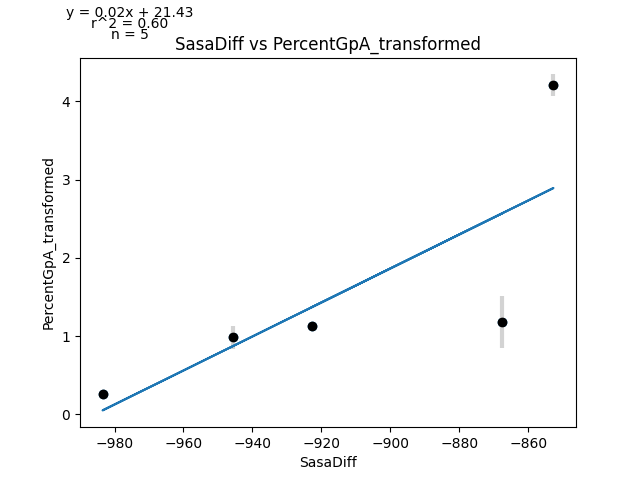 y = 0.02x + 21.43
r^2 = 0.60
n = 5
SasaDiff vs PercentGpA_transformed
PercentGpA_transformed
4
3
2
1
0
−980
−960
−940
−920
−900
−880
−860
SasaDiff